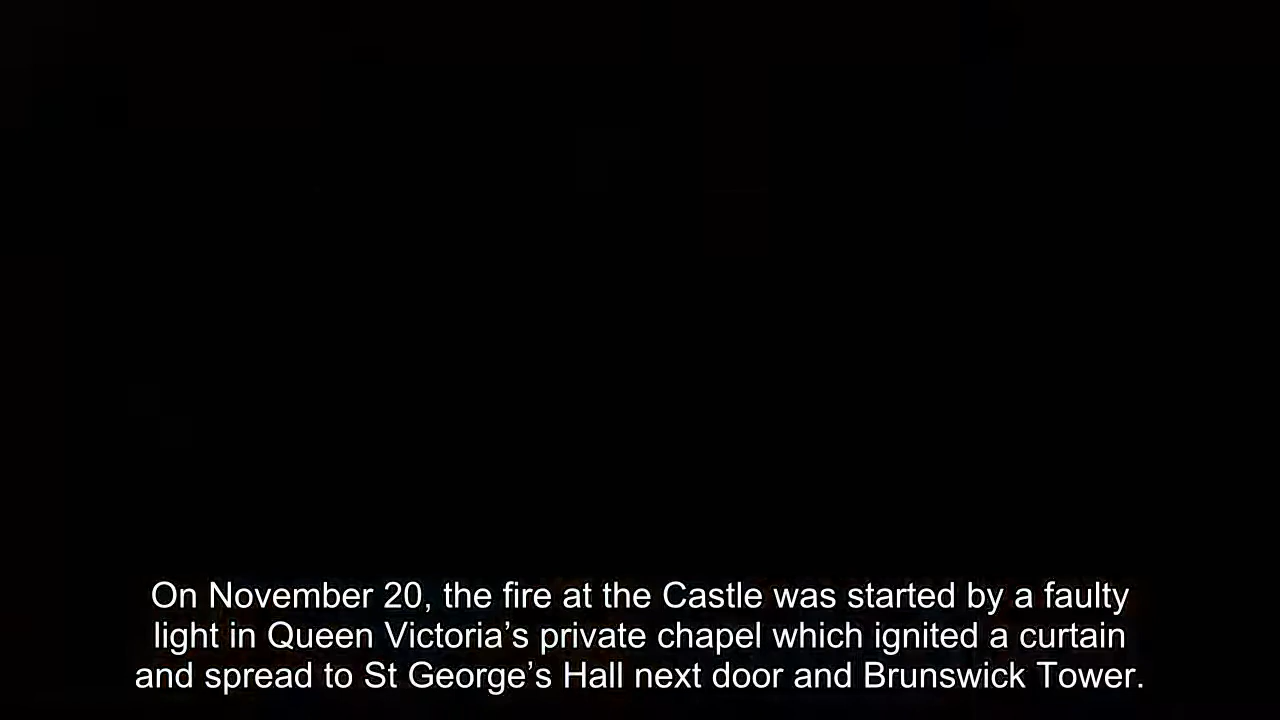 On November 20, the fire at the Castle was started by a faulty
light in Queen Victoria’s private chapel which ignited a curtain
and spread to St George’s Hall next door and Brunswick Tower.